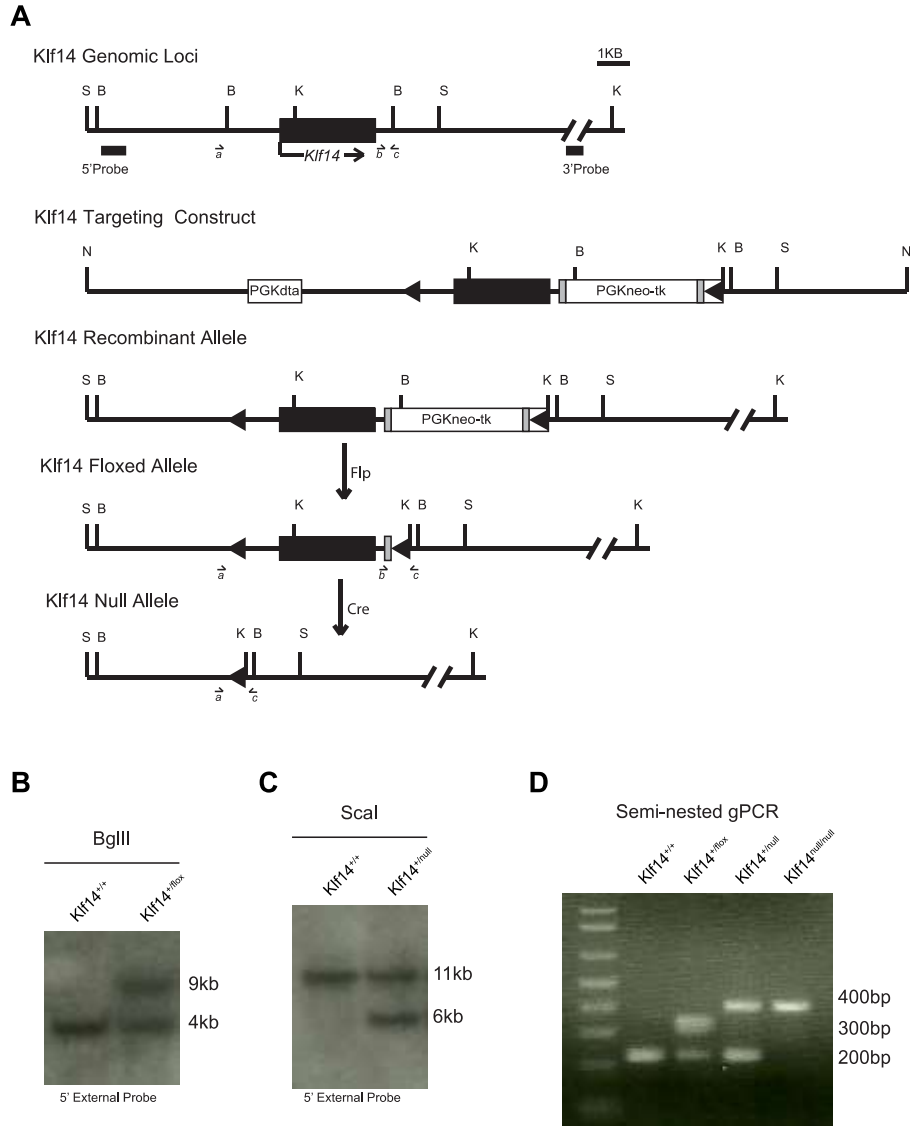 A
Klf14 Genomic Loci
1KB
S B B K B S K
a Klf14 b c
5'Probe 3'Probe
Klf14 Targeting Construct
N K B K B S N
PGKdta PGKneo-tk
Klf14 Recombinant Allele
S B K B K B S K
PGKneo-tk
Flp
Klf14 Floxed Allele
S B K K B S K
a b c
Cre
Klf14 Null Allele
S B K B S K
a c
B
BglII
Klf14+/+ Klf14+/flox
9kb
4kb
5' External Probe
C
ScaI
Klf14+/+ Klf14+/null
11kb
6kb
5' External Probe
D
Semi-nested gPCR
Klf14+/+ Klf14+/flox Klf14+/null Klf14null/null
400bp
300bp
200bp